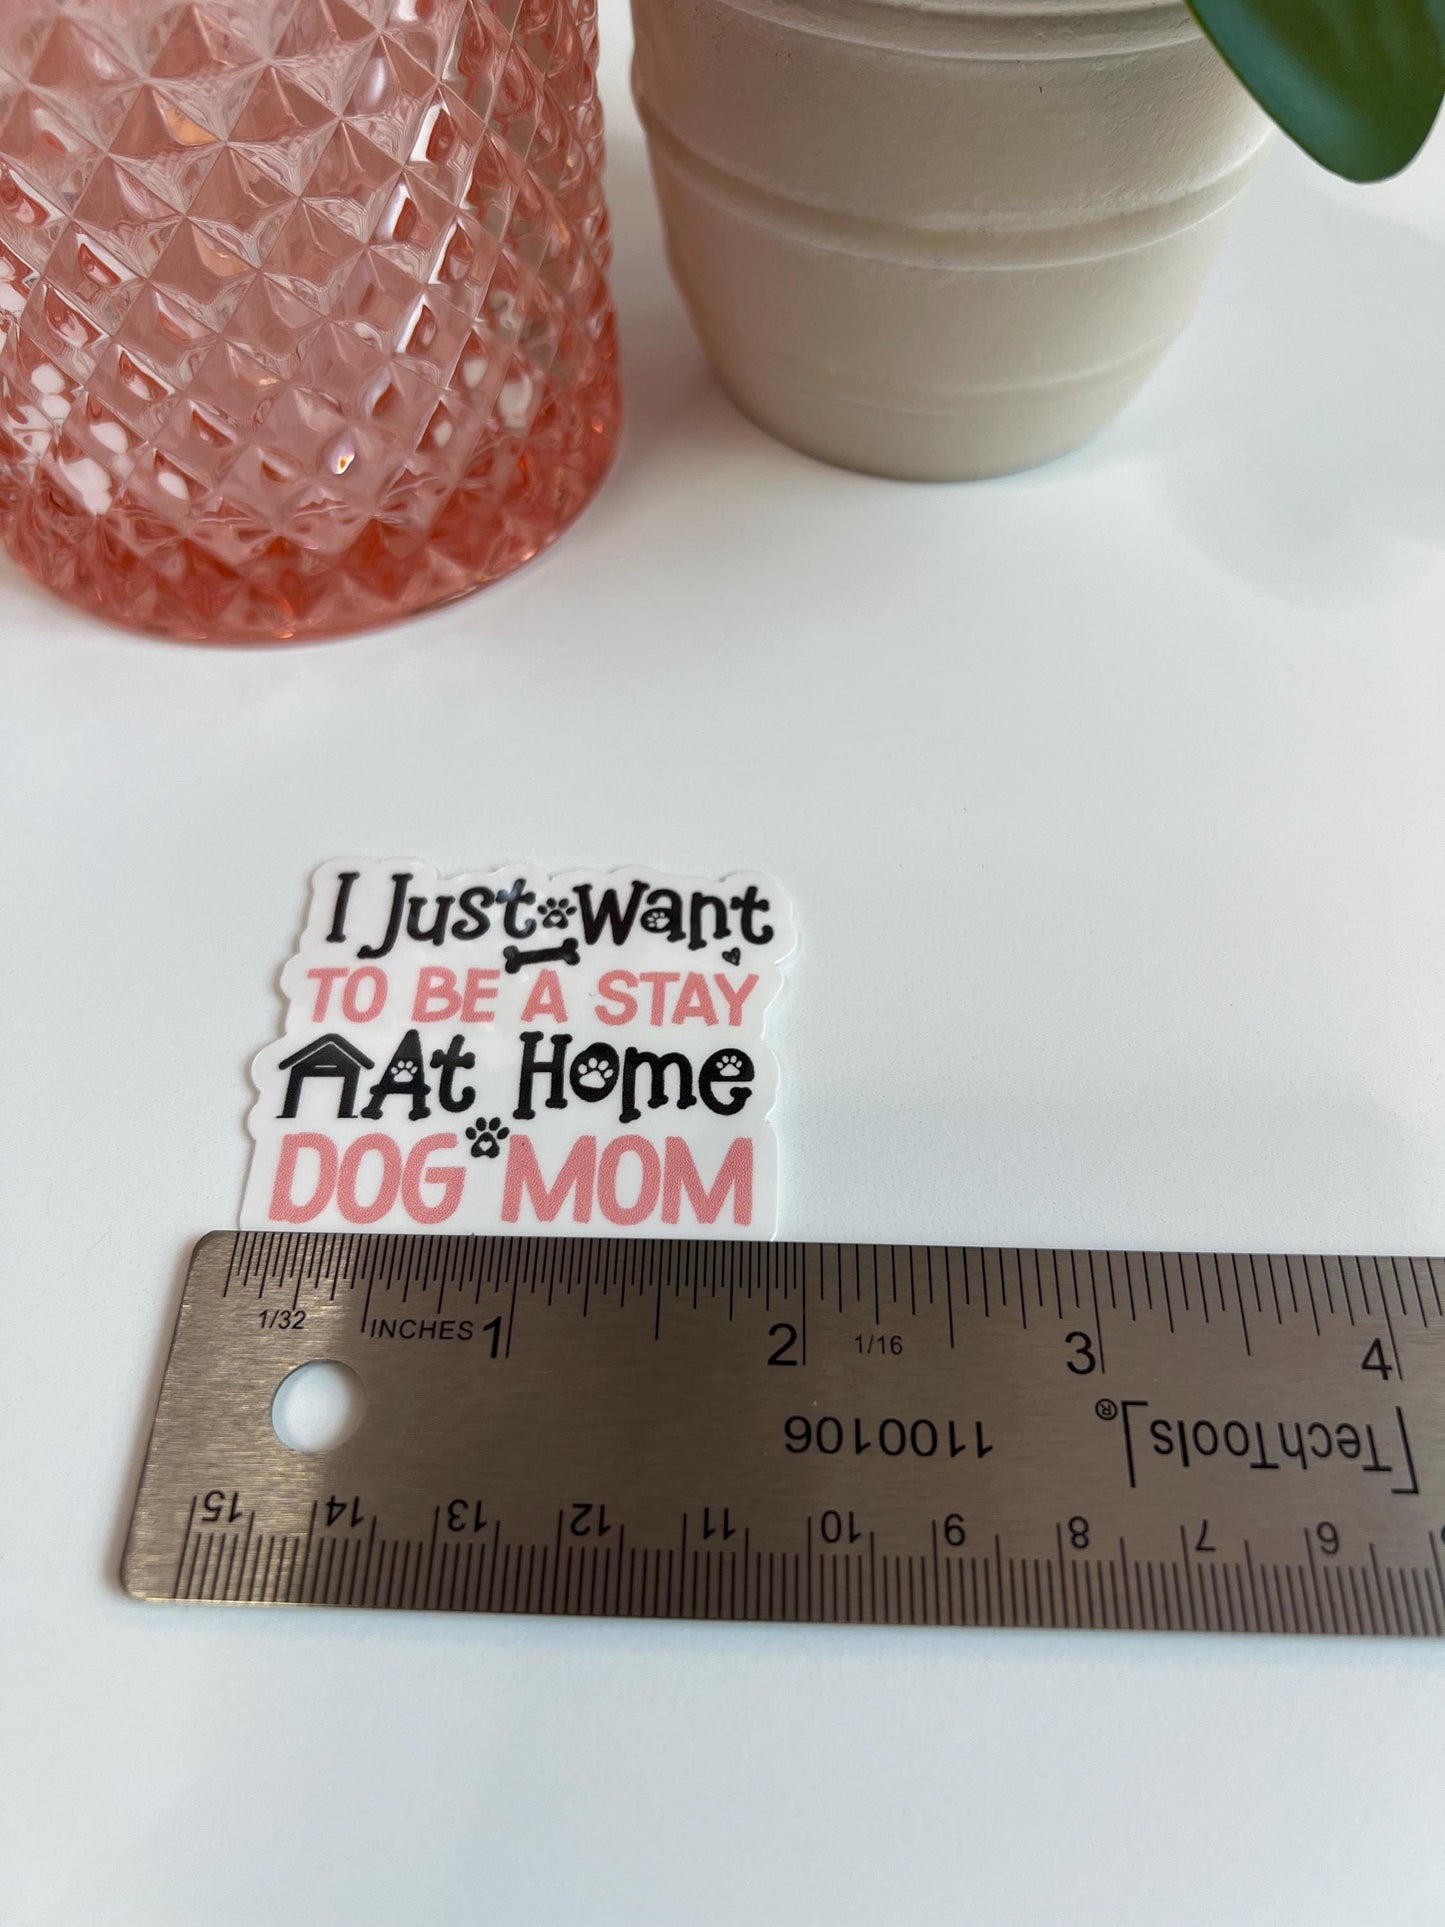 I Just Want
TO BE A STAY
At Home
DOG MOM
1/32 INCHES 1 2 1/16 3 4
1100106 TechTools®
15 14 13 12 11 10 9 8 7 6